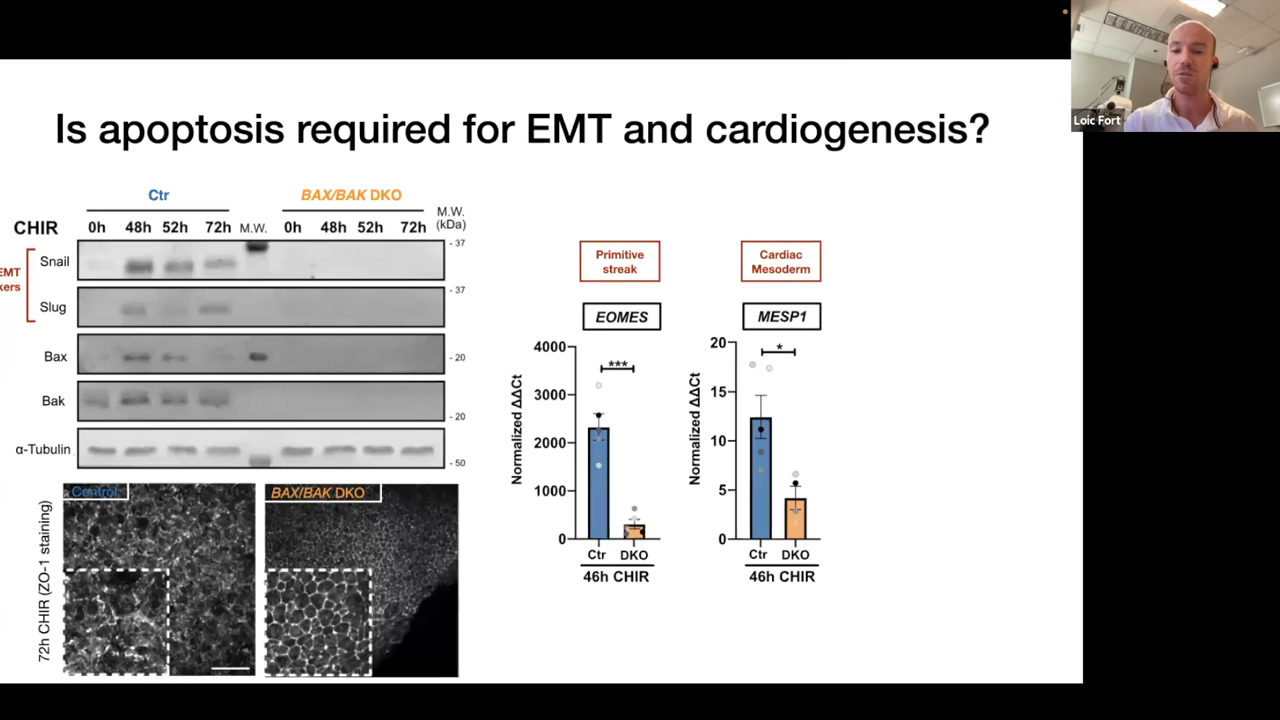 Loic Fort
Is apoptosis required for EMT and cardiogenesis?
Ctr
BAX/BAK DKO
CHIR
0h 48h 52h 72h M.W. 0h 48h 52h 72h
M.W.
(kDa)
EMT
kers
Snail
- 37
Slug
- 37
Bax
- 20
Bak
- 20
α-Tubulin
- 50
72h CHIR (ZO-1 staining)
Control
BAX/BAK DKO
Primitive
streak
EOMES
Normalized ΔΔCt
4000
3000
2000
1000
0
***
Ctr DKO
46h CHIR
Cardiac
Mesoderm
MESP1
Normalized ΔΔCt
20
15
10
5
0
*
Ctr DKO
46h CHIR